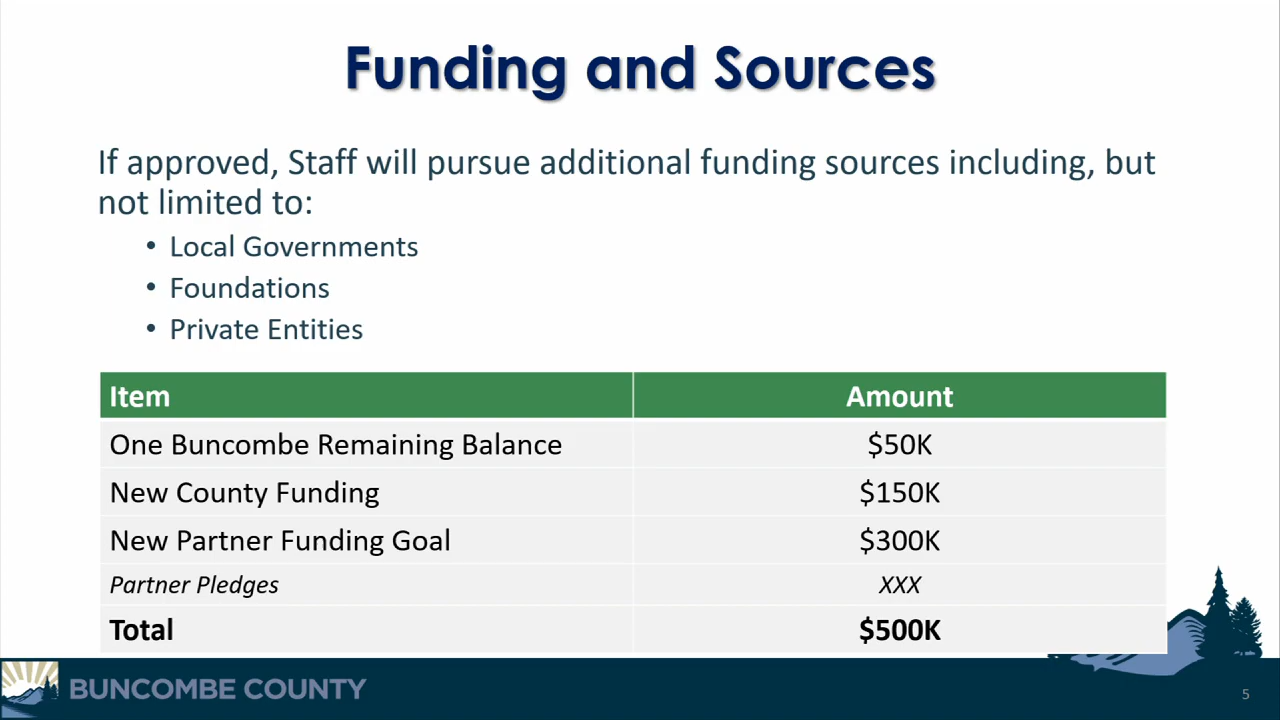 Funding and Sources
If approved, Staff will pursue additional funding sources including, but
not limited to:
• Local Governments
• Foundations
• Private Entities
Item Amount
One Buncombe Remaining Balance $50K
New County Funding $150K
New Partner Funding Goal $300K
Partner Pledges XXX
Total $500K
BUNCOMBE COUNTY 5